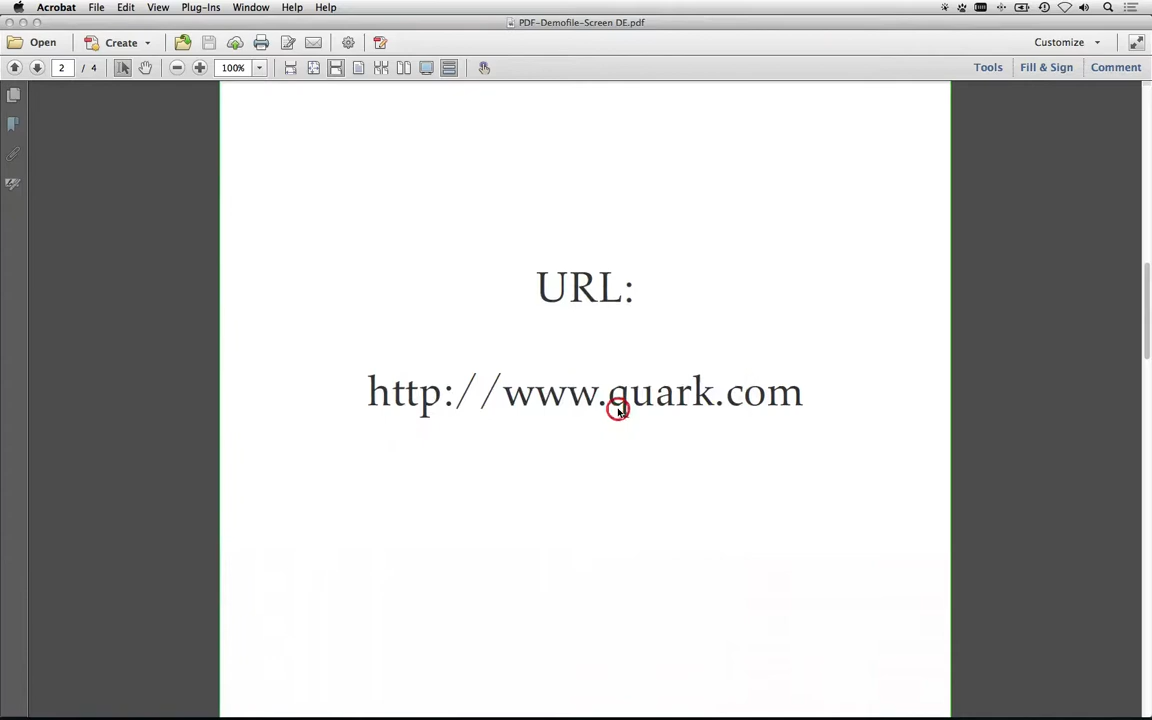 Acrobat File Edit View Plug-Ins Window Help Help
PDF-Demofile-Screen DE.pdf
Open Create Customize
2 / 4 100% Tools Fill & Sign Comment
URL:
http://www.quark.com